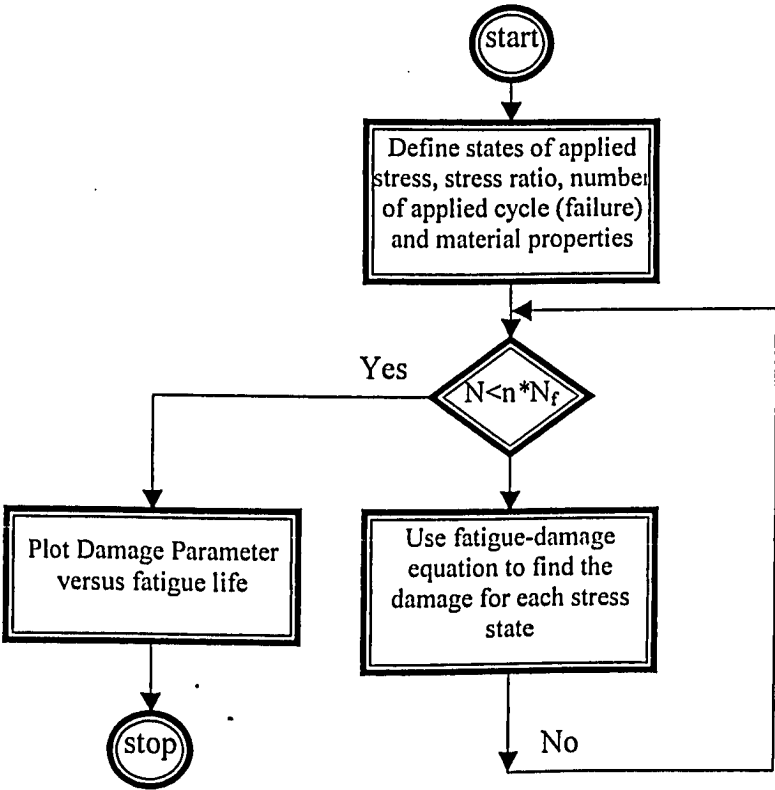 start
Define states of applied
stress, stress ratio, number
of applied cycle (failure)
and material properties
Yes
N<n*Nf
Plot Damage Parameter
versus fatigue life
Use fatigue-damage
equation to find the
damage for each stress
state
stop
No